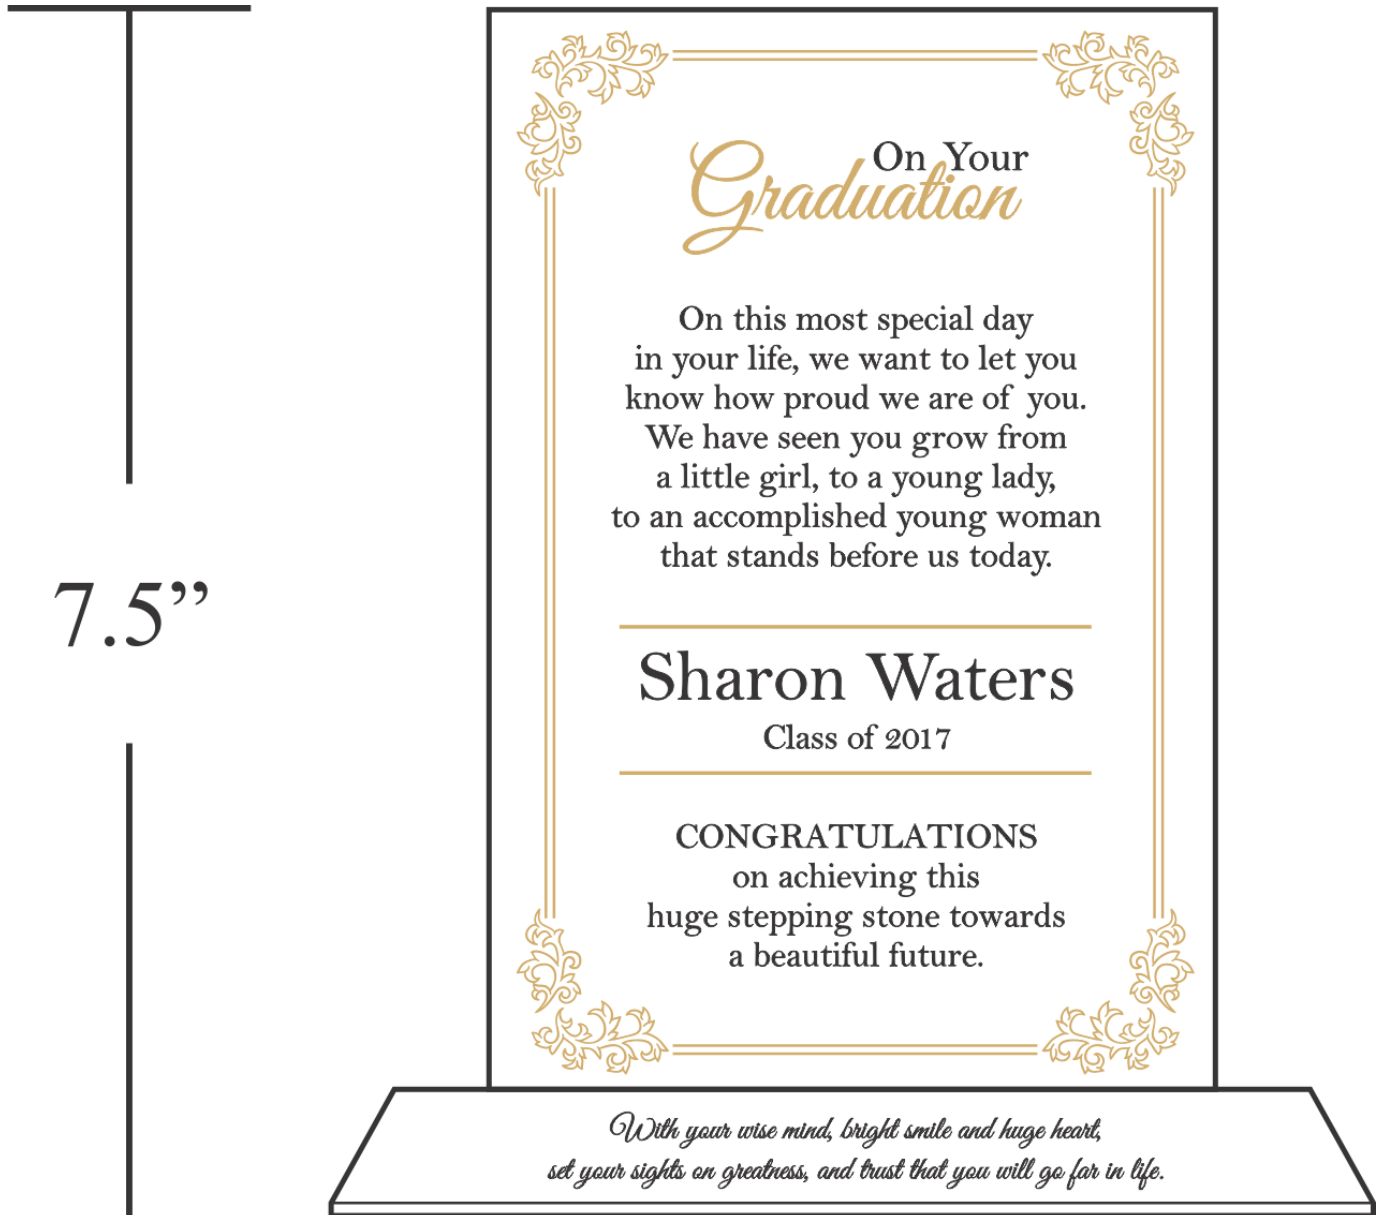 On Your
Graduation
On this most special day
in your life, we want to let you
know how proud we are of you.
We have seen you grow from
a little girl, to a young lady,
to an accomplished young woman
that stands before us today.
7.5”
Sharon Waters
Class of 2017
CONGRATULATIONS
on achieving this
huge stepping stone towards
a beautiful future.
With your wise mind, bright smile and huge heart,
set your sights on greatness, and trust that you will go far in life.